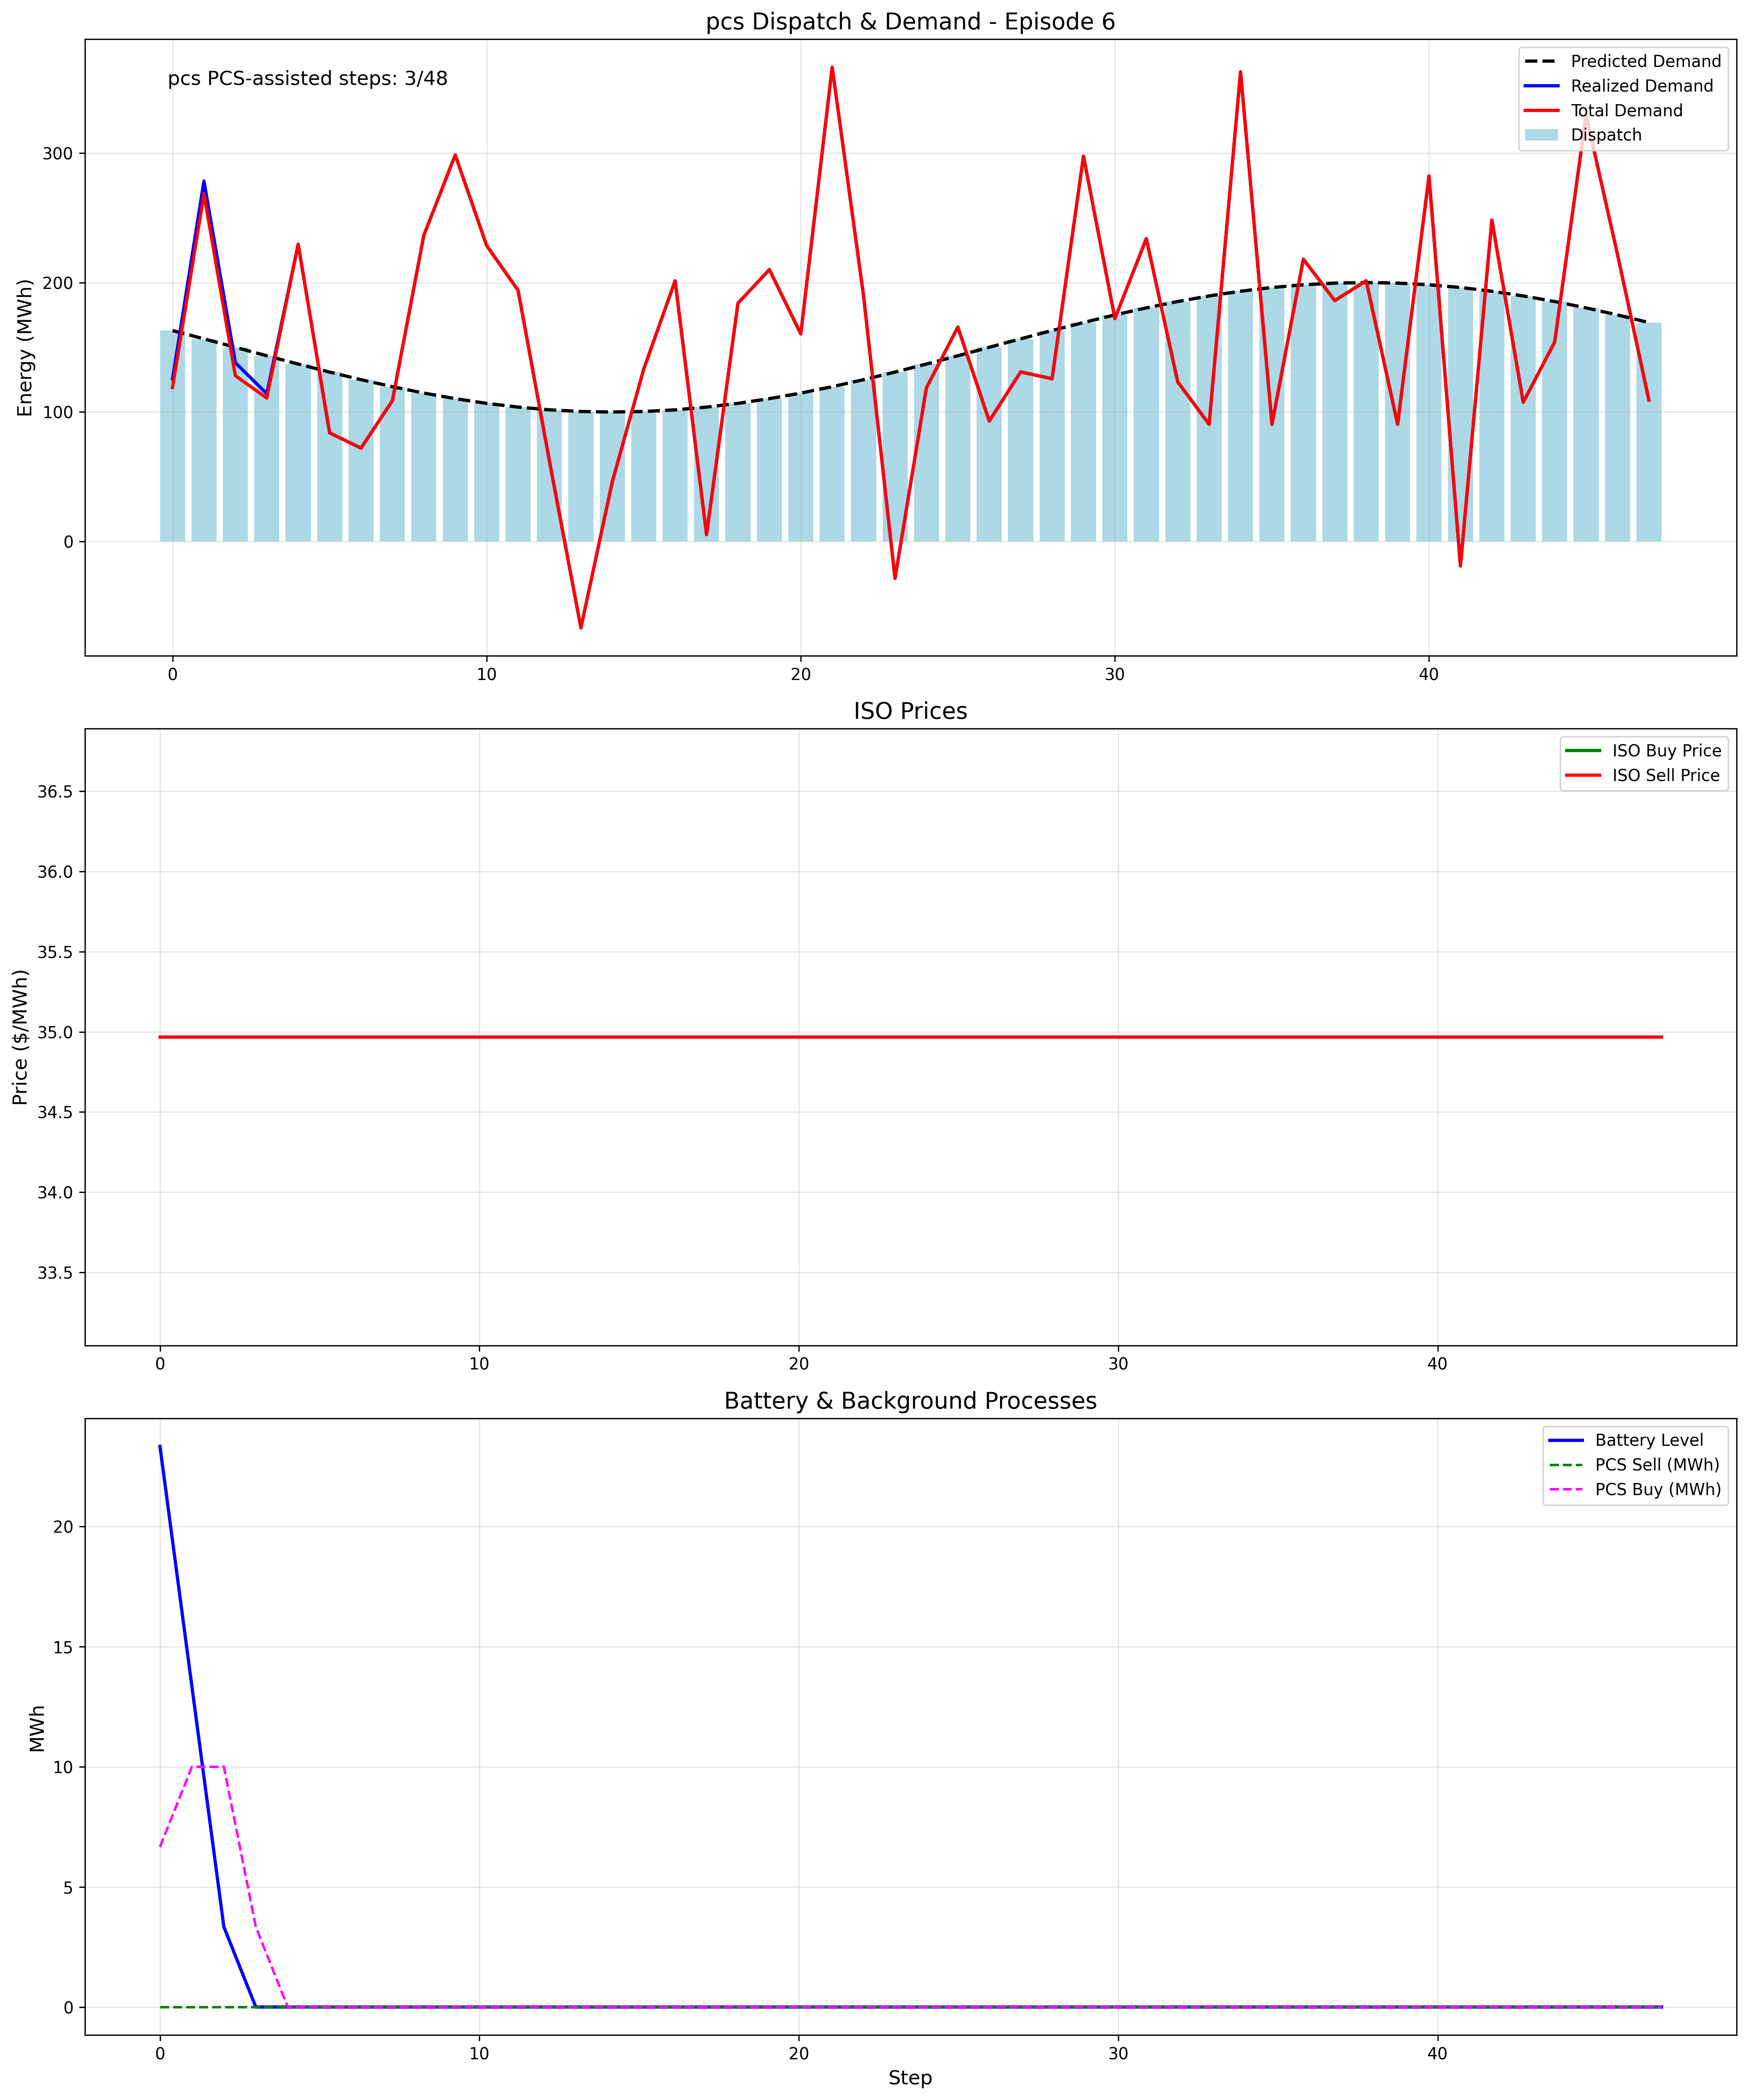 pcs Dispatch & Demand - Episode 6
pcs PCS-assisted steps: 3/48
Predicted Demand
Realized Demand
Total Demand
Dispatch
Energy (MWh)
300
200
100
0
0
10
20
30
40
ISO Prices
ISO Buy Price
ISO Sell Price
Price ($/MWh)
36.5
36.0
35.5
35.0
34.5
34.0
33.5
0
10
20
30
40
Battery & Background Processes
Battery Level
PCS Sell (MWh)
PCS Buy (MWh)
MWh
20
15
10
5
0
0
10
20
30
40
Step